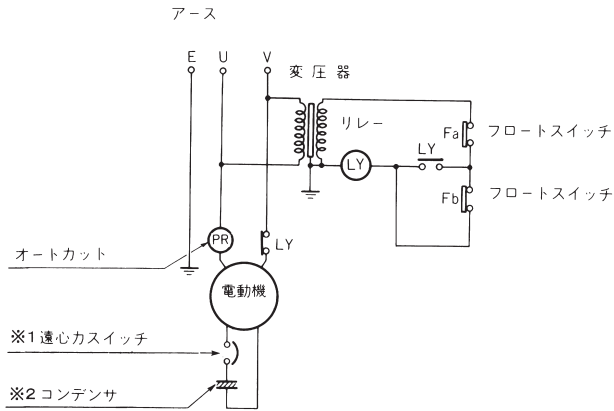 アース
E U V
変圧器
リレー
Fa フロートスイッチ
LY
LY
Fb フロートスイッチ
PR
LY
オートカット
電動機
※1遠心力スイッチ
※2コンデンサ